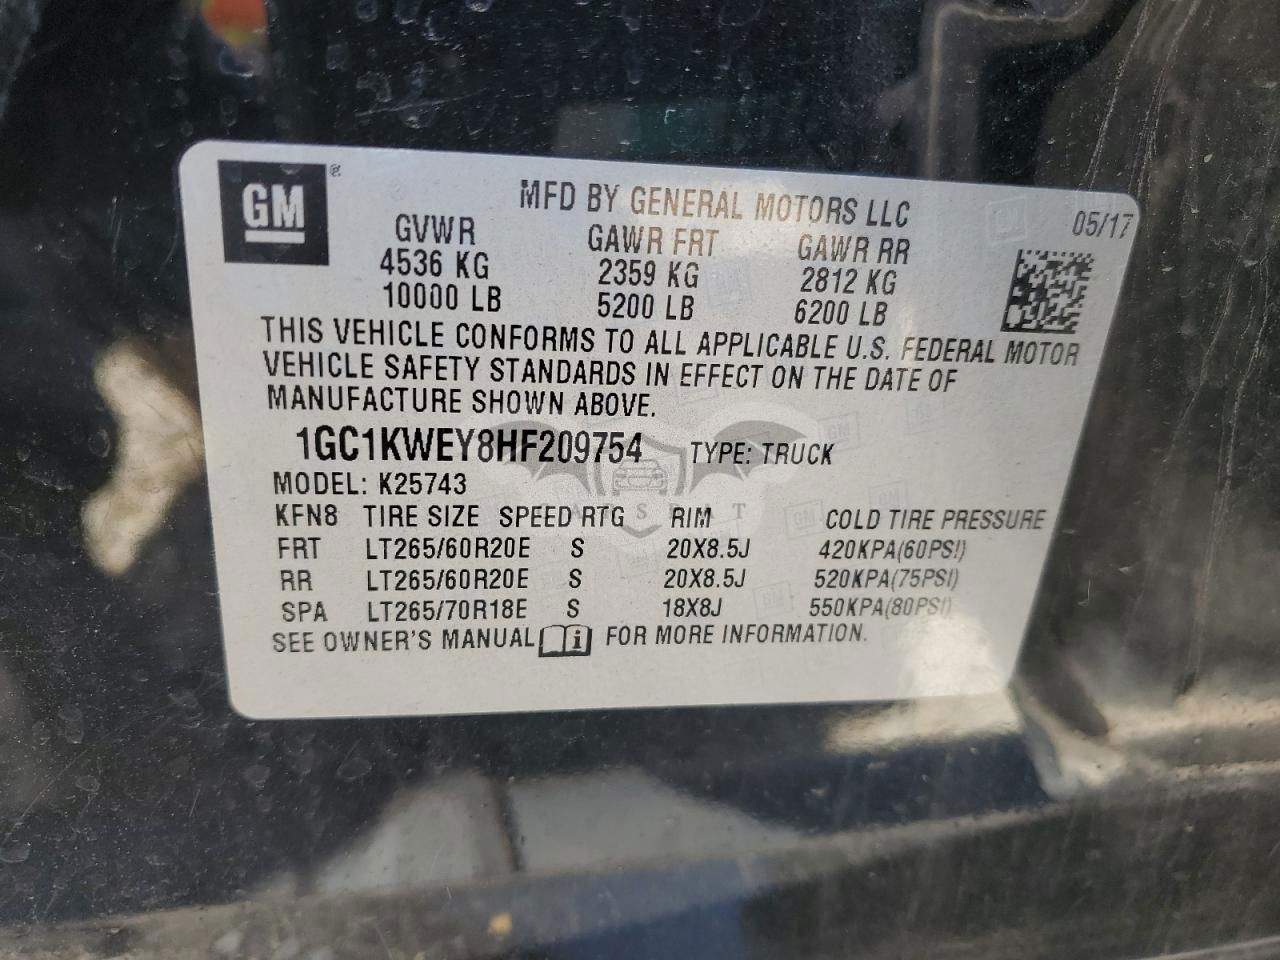 GM ®
MFD BY GENERAL MOTORS LLC 05/17
GVWR GAWR FRT GAWR RR
4536 KG 2359 KG 2812 KG
10000 LB 5200 LB 6200 LB
THIS VEHICLE CONFORMS TO ALL APPLICABLE U.S. FEDERAL MOTOR
VEHICLE SAFETY STANDARDS IN EFFECT ON THE DATE OF
MANUFACTURE SHOWN ABOVE.
1GC1KWEY8HF209754 TYPE: TRUCK
MODEL: K25743
KFN8 TIRE SIZE SPEED RTG RIM COLD TIRE PRESSURE
FRT LT265/60R20E S 20X8.5J 420KPA(60PSI)
RR LT265/60R20E S 20X8.5J 520KPA(75PSI)
SPA LT265/70R18E S 18X8J 550KPA(80PSI)
SEE OWNER'S MANUAL i FOR MORE INFORMATION.